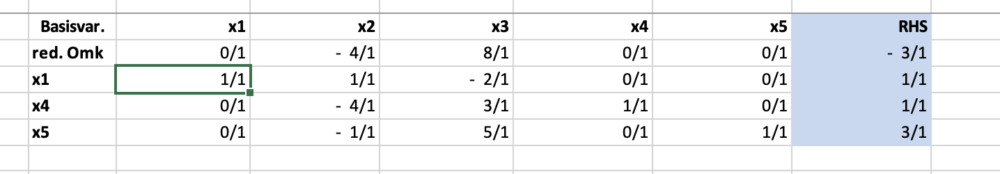 Basisvar. x1 x2 x3 x4 x5 RHS
red. Omk 0/1 - 4/1 8/1 0/1 0/1 - 3/1
x1 1/1 1/1 - 2/1 0/1 0/1 1/1
x4 0/1 - 4/1 3/1 1/1 0/1 1/1
x5 0/1 - 1/1 5/1 0/1 1/1 3/1